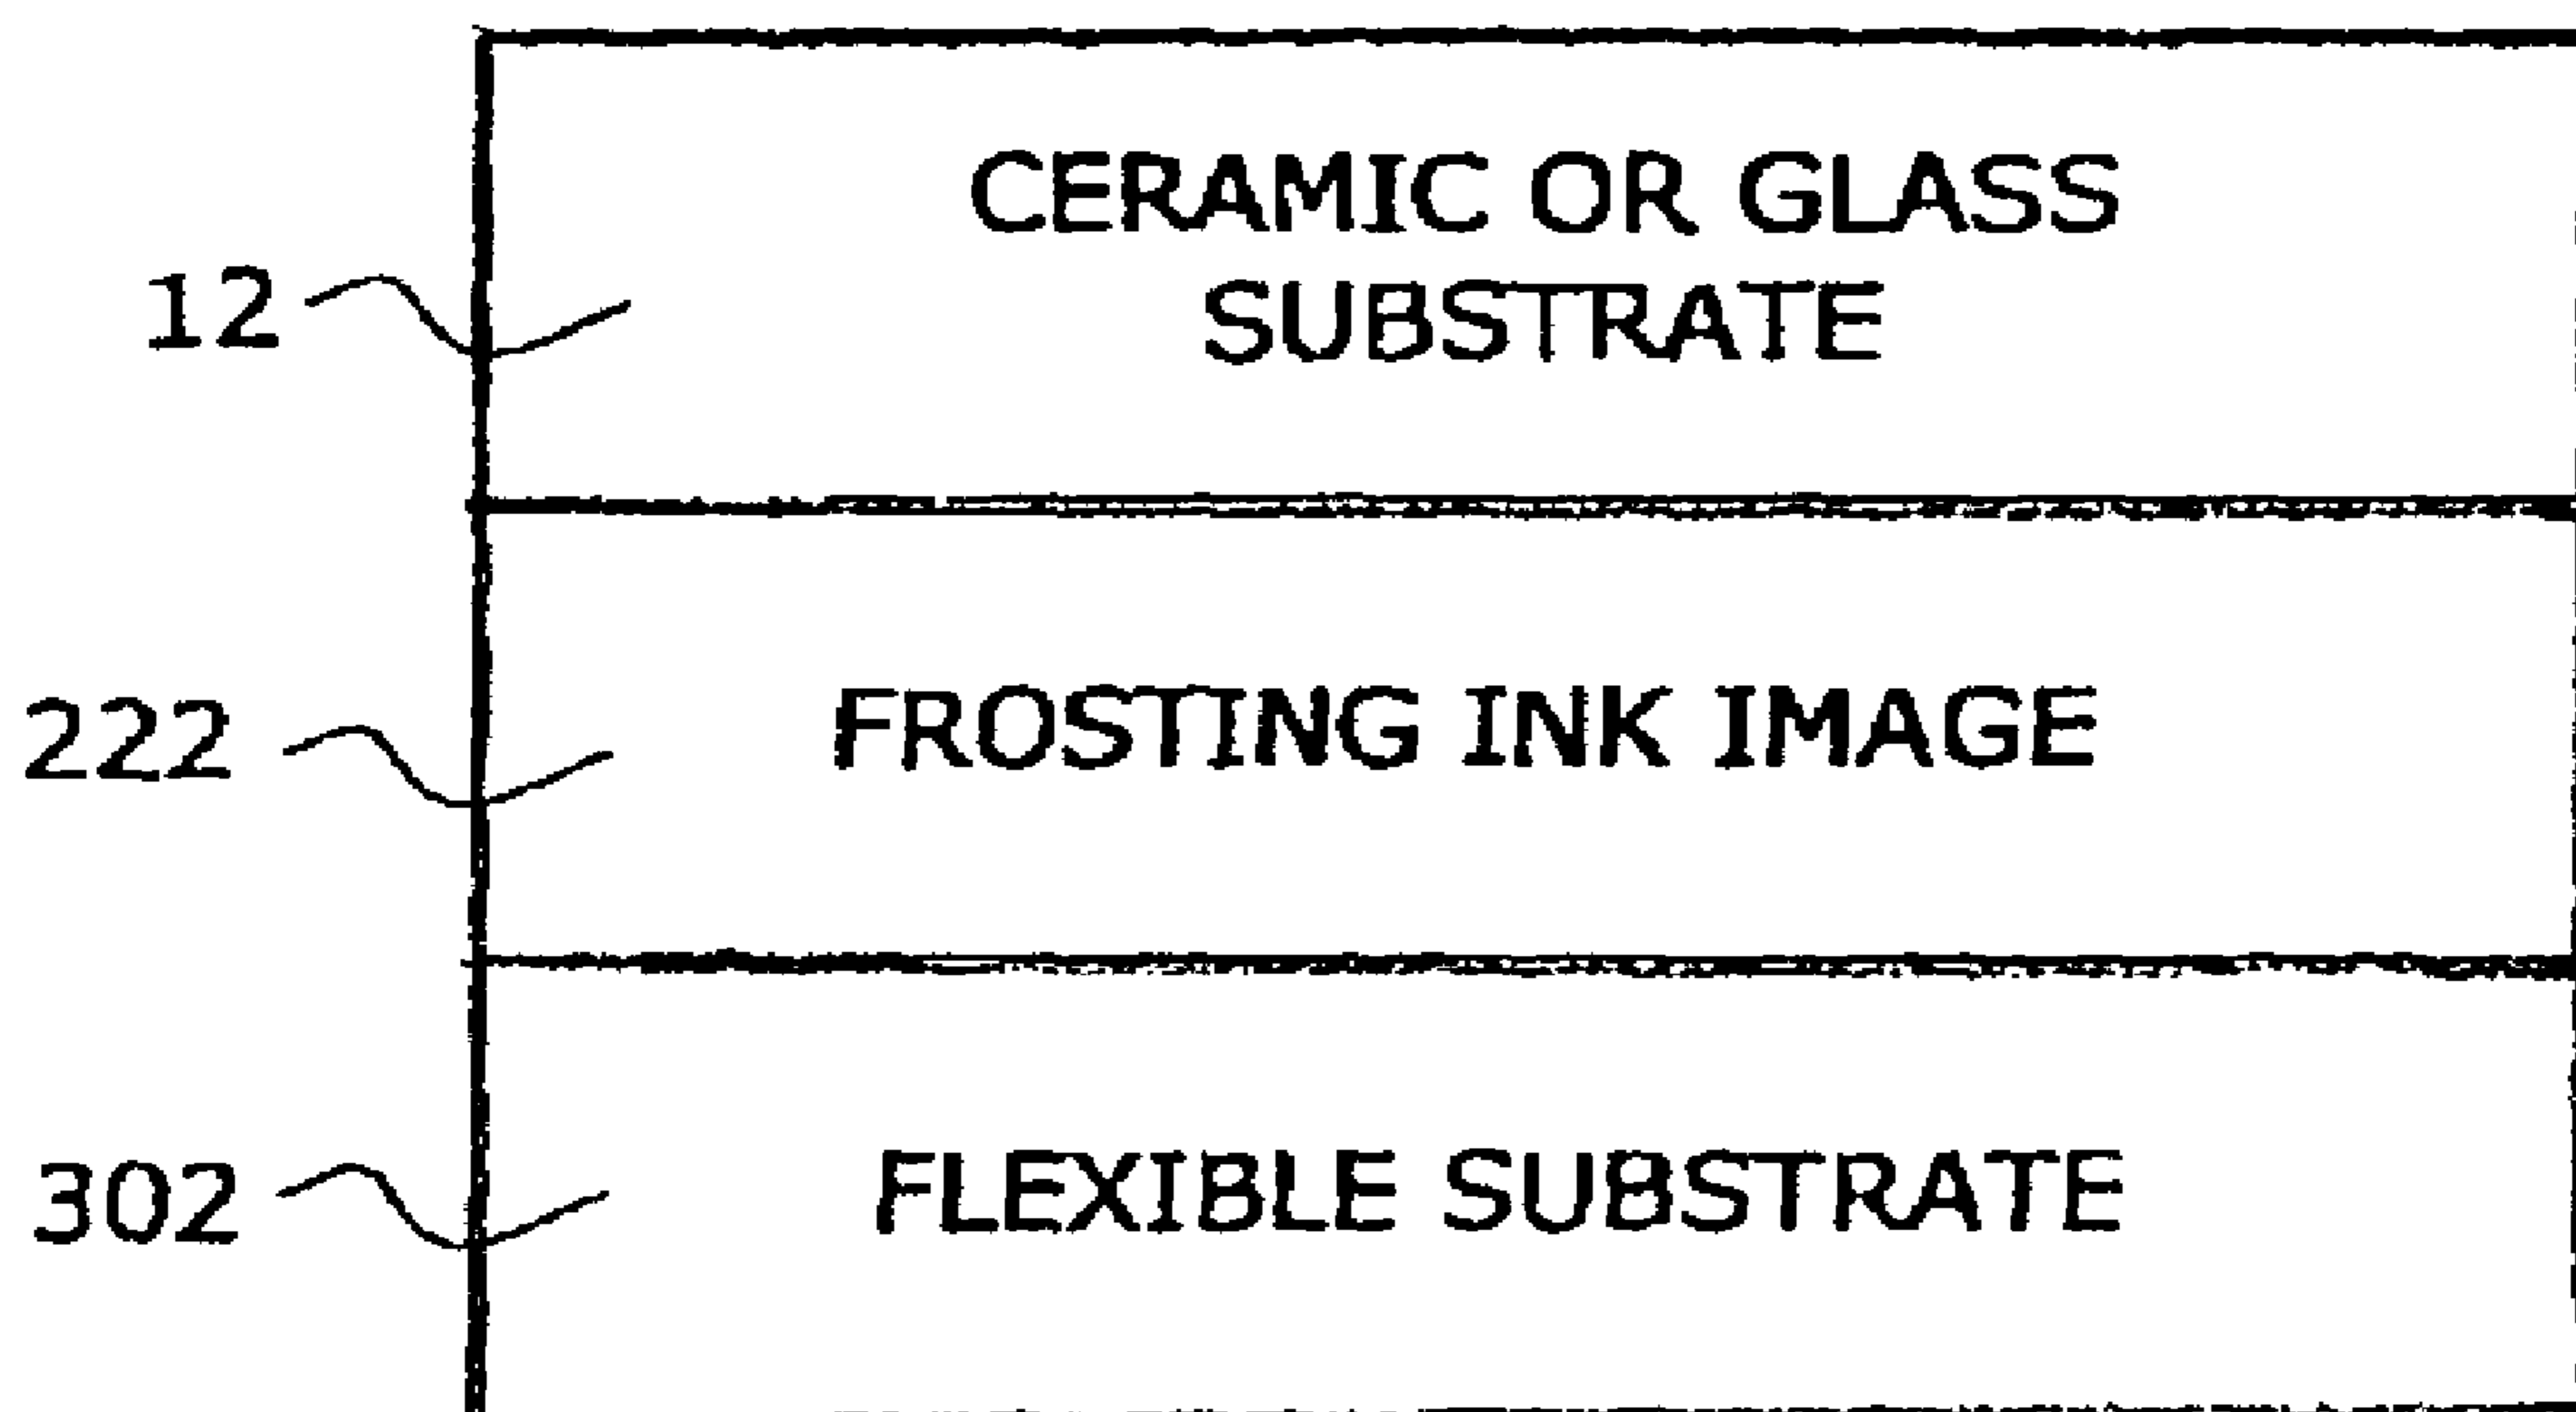 CERAMIC OR GLASS
12 SUBSTRATE
222 FROSTING INK IMAGE
302 FLEXIBLE SUBSTRATE